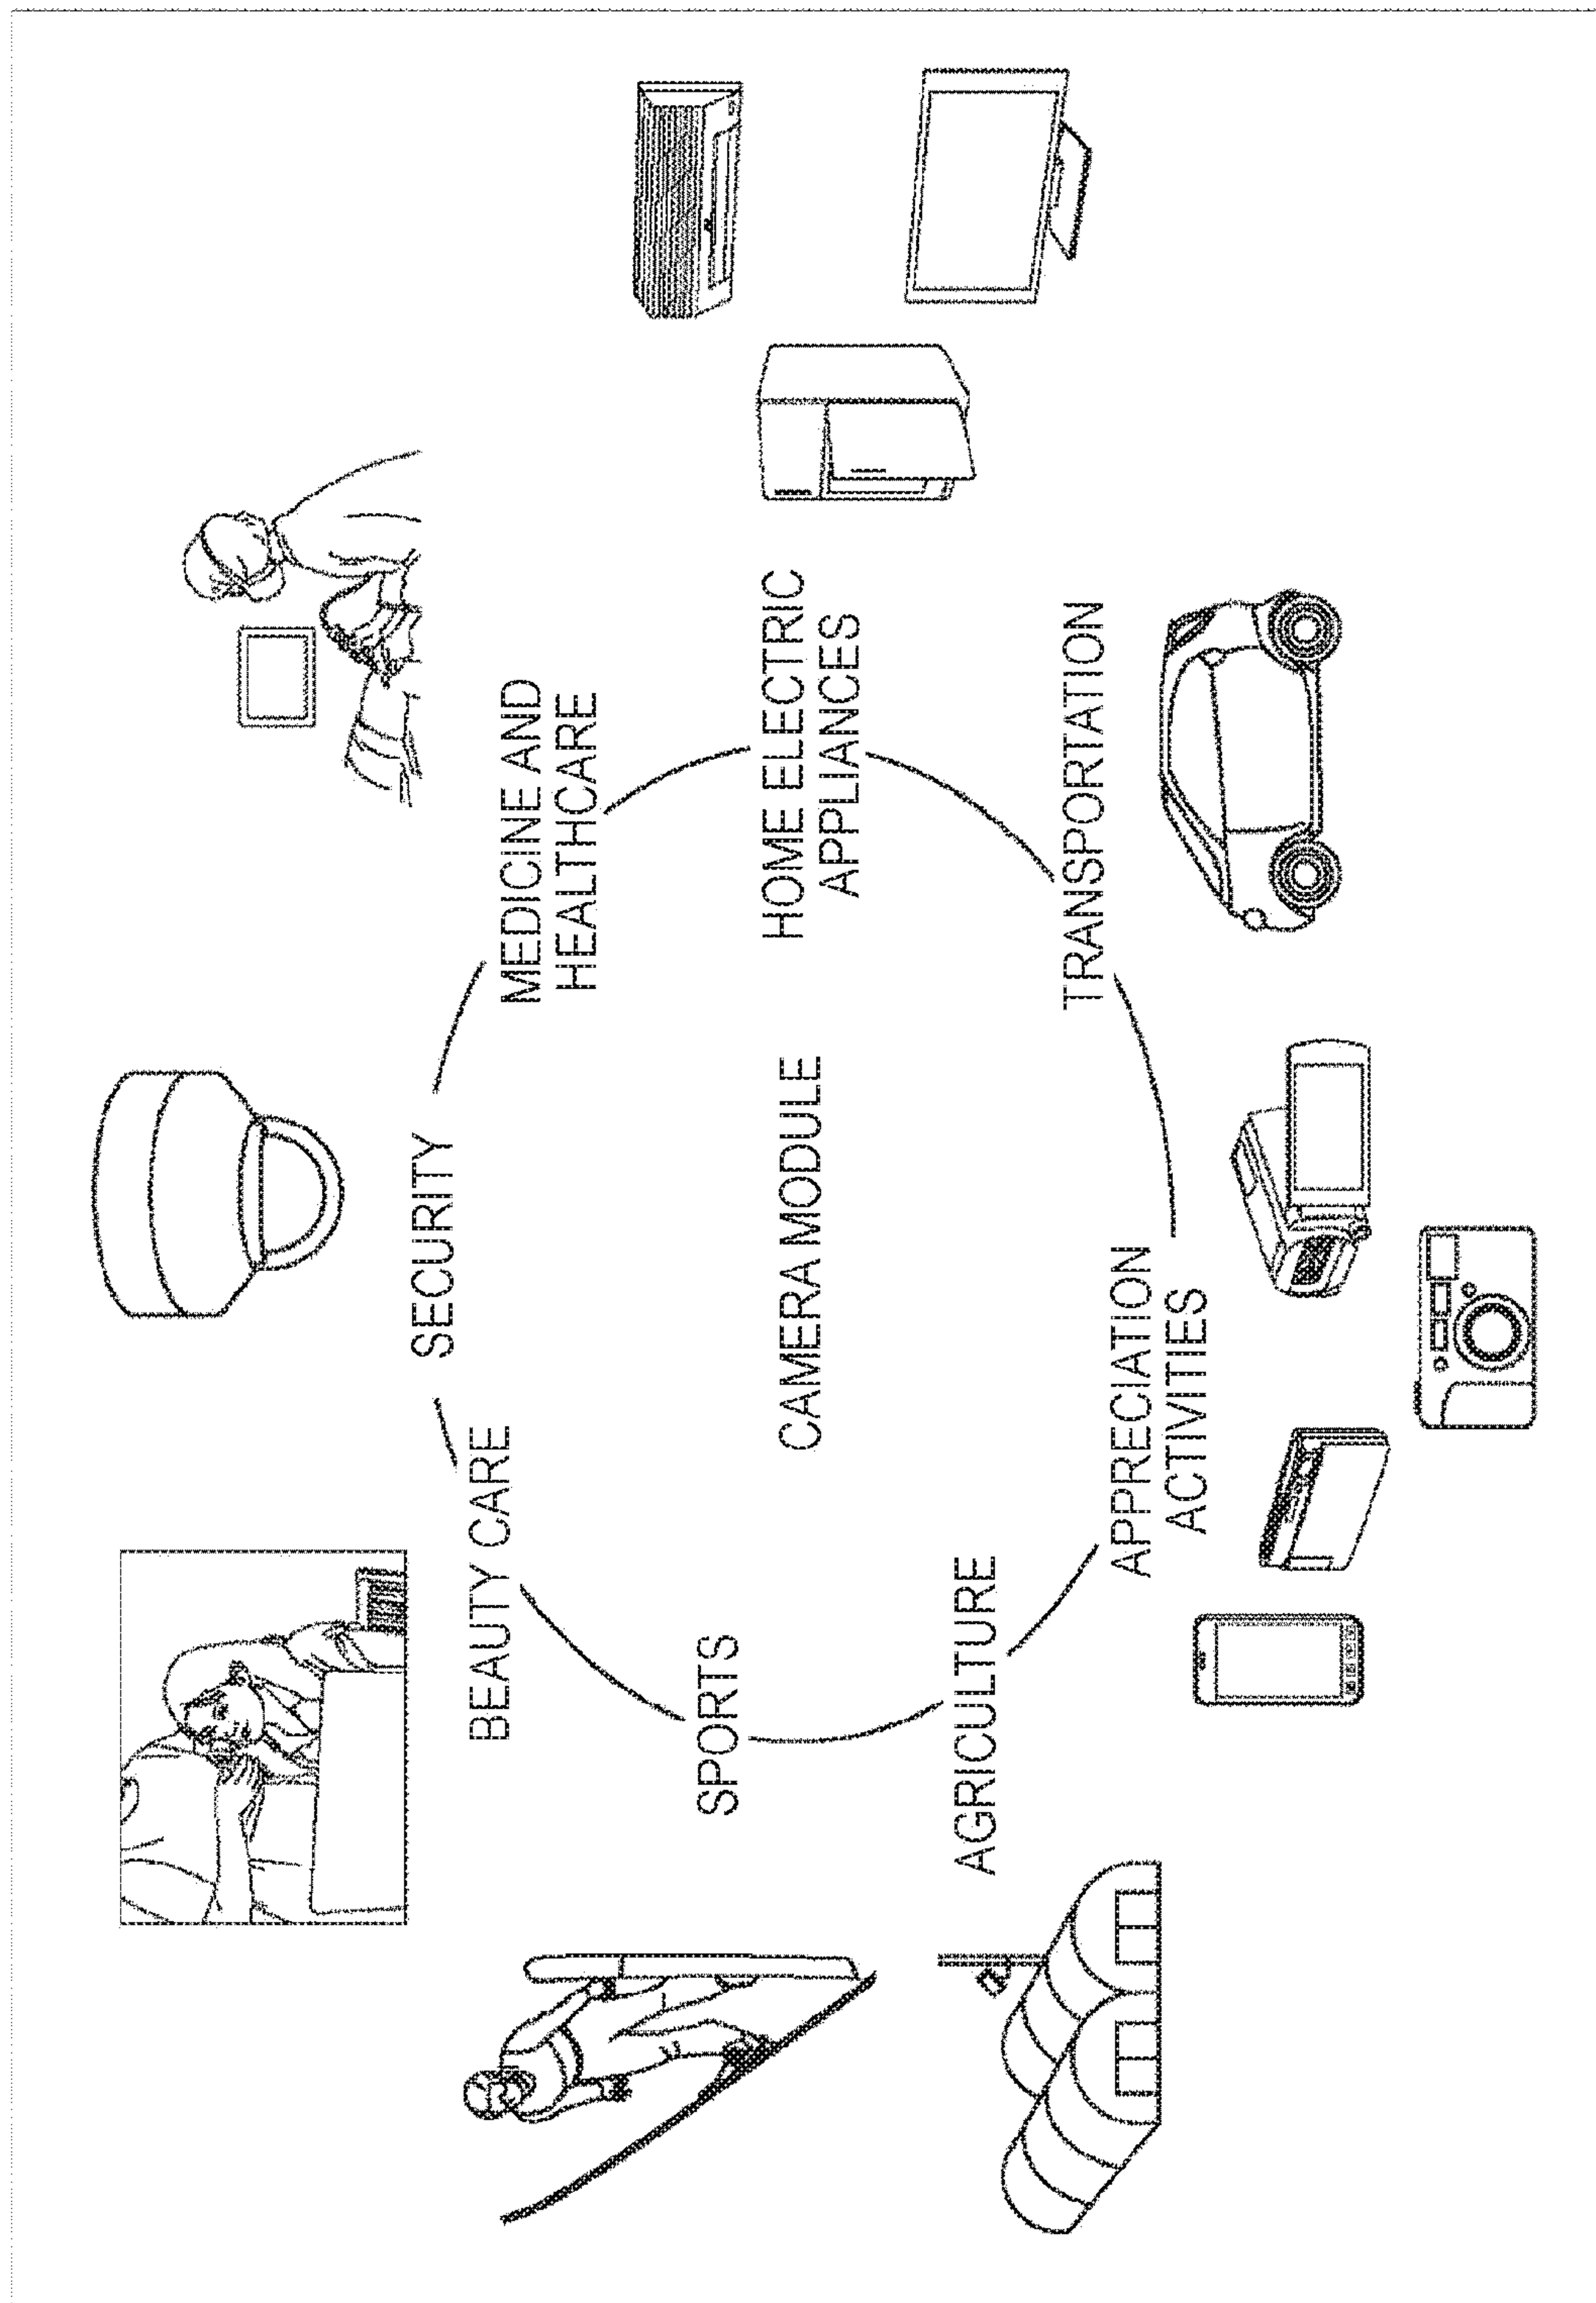 SECURITY
BEAUTY CARE
MEDICINE AND
HEALTHCARE
SPORTS
HOME ELECTRIC
APPLIANCES
CAMERA MODULE
AGRICULTURE
TRANSPORTATION
APPRECIATION
ACTIVITIES